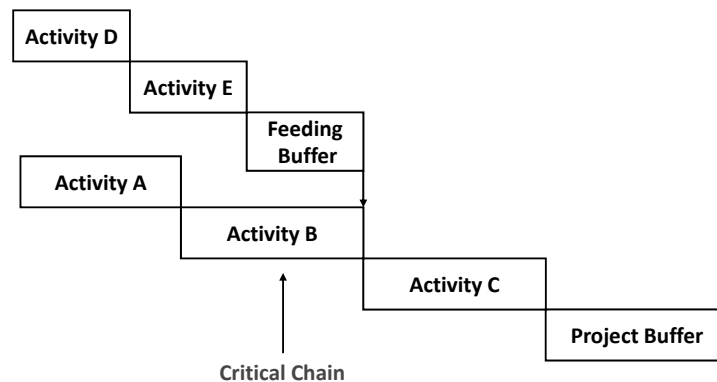 Activity D
Activity E
Feeding
Buffer
Activity A
Activity B
Activity C
Project Buffer
Critical Chain